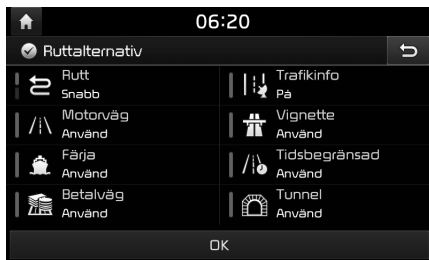 06:20
Ruttalternativ
Rutt
Snabb
Trafikinfo
På
Motorväg
Använd
Vignette
Använd
Färja
Använd
Tidsbegränsad
Använd
Betalväg
Använd
Tunnel
Använd
OK